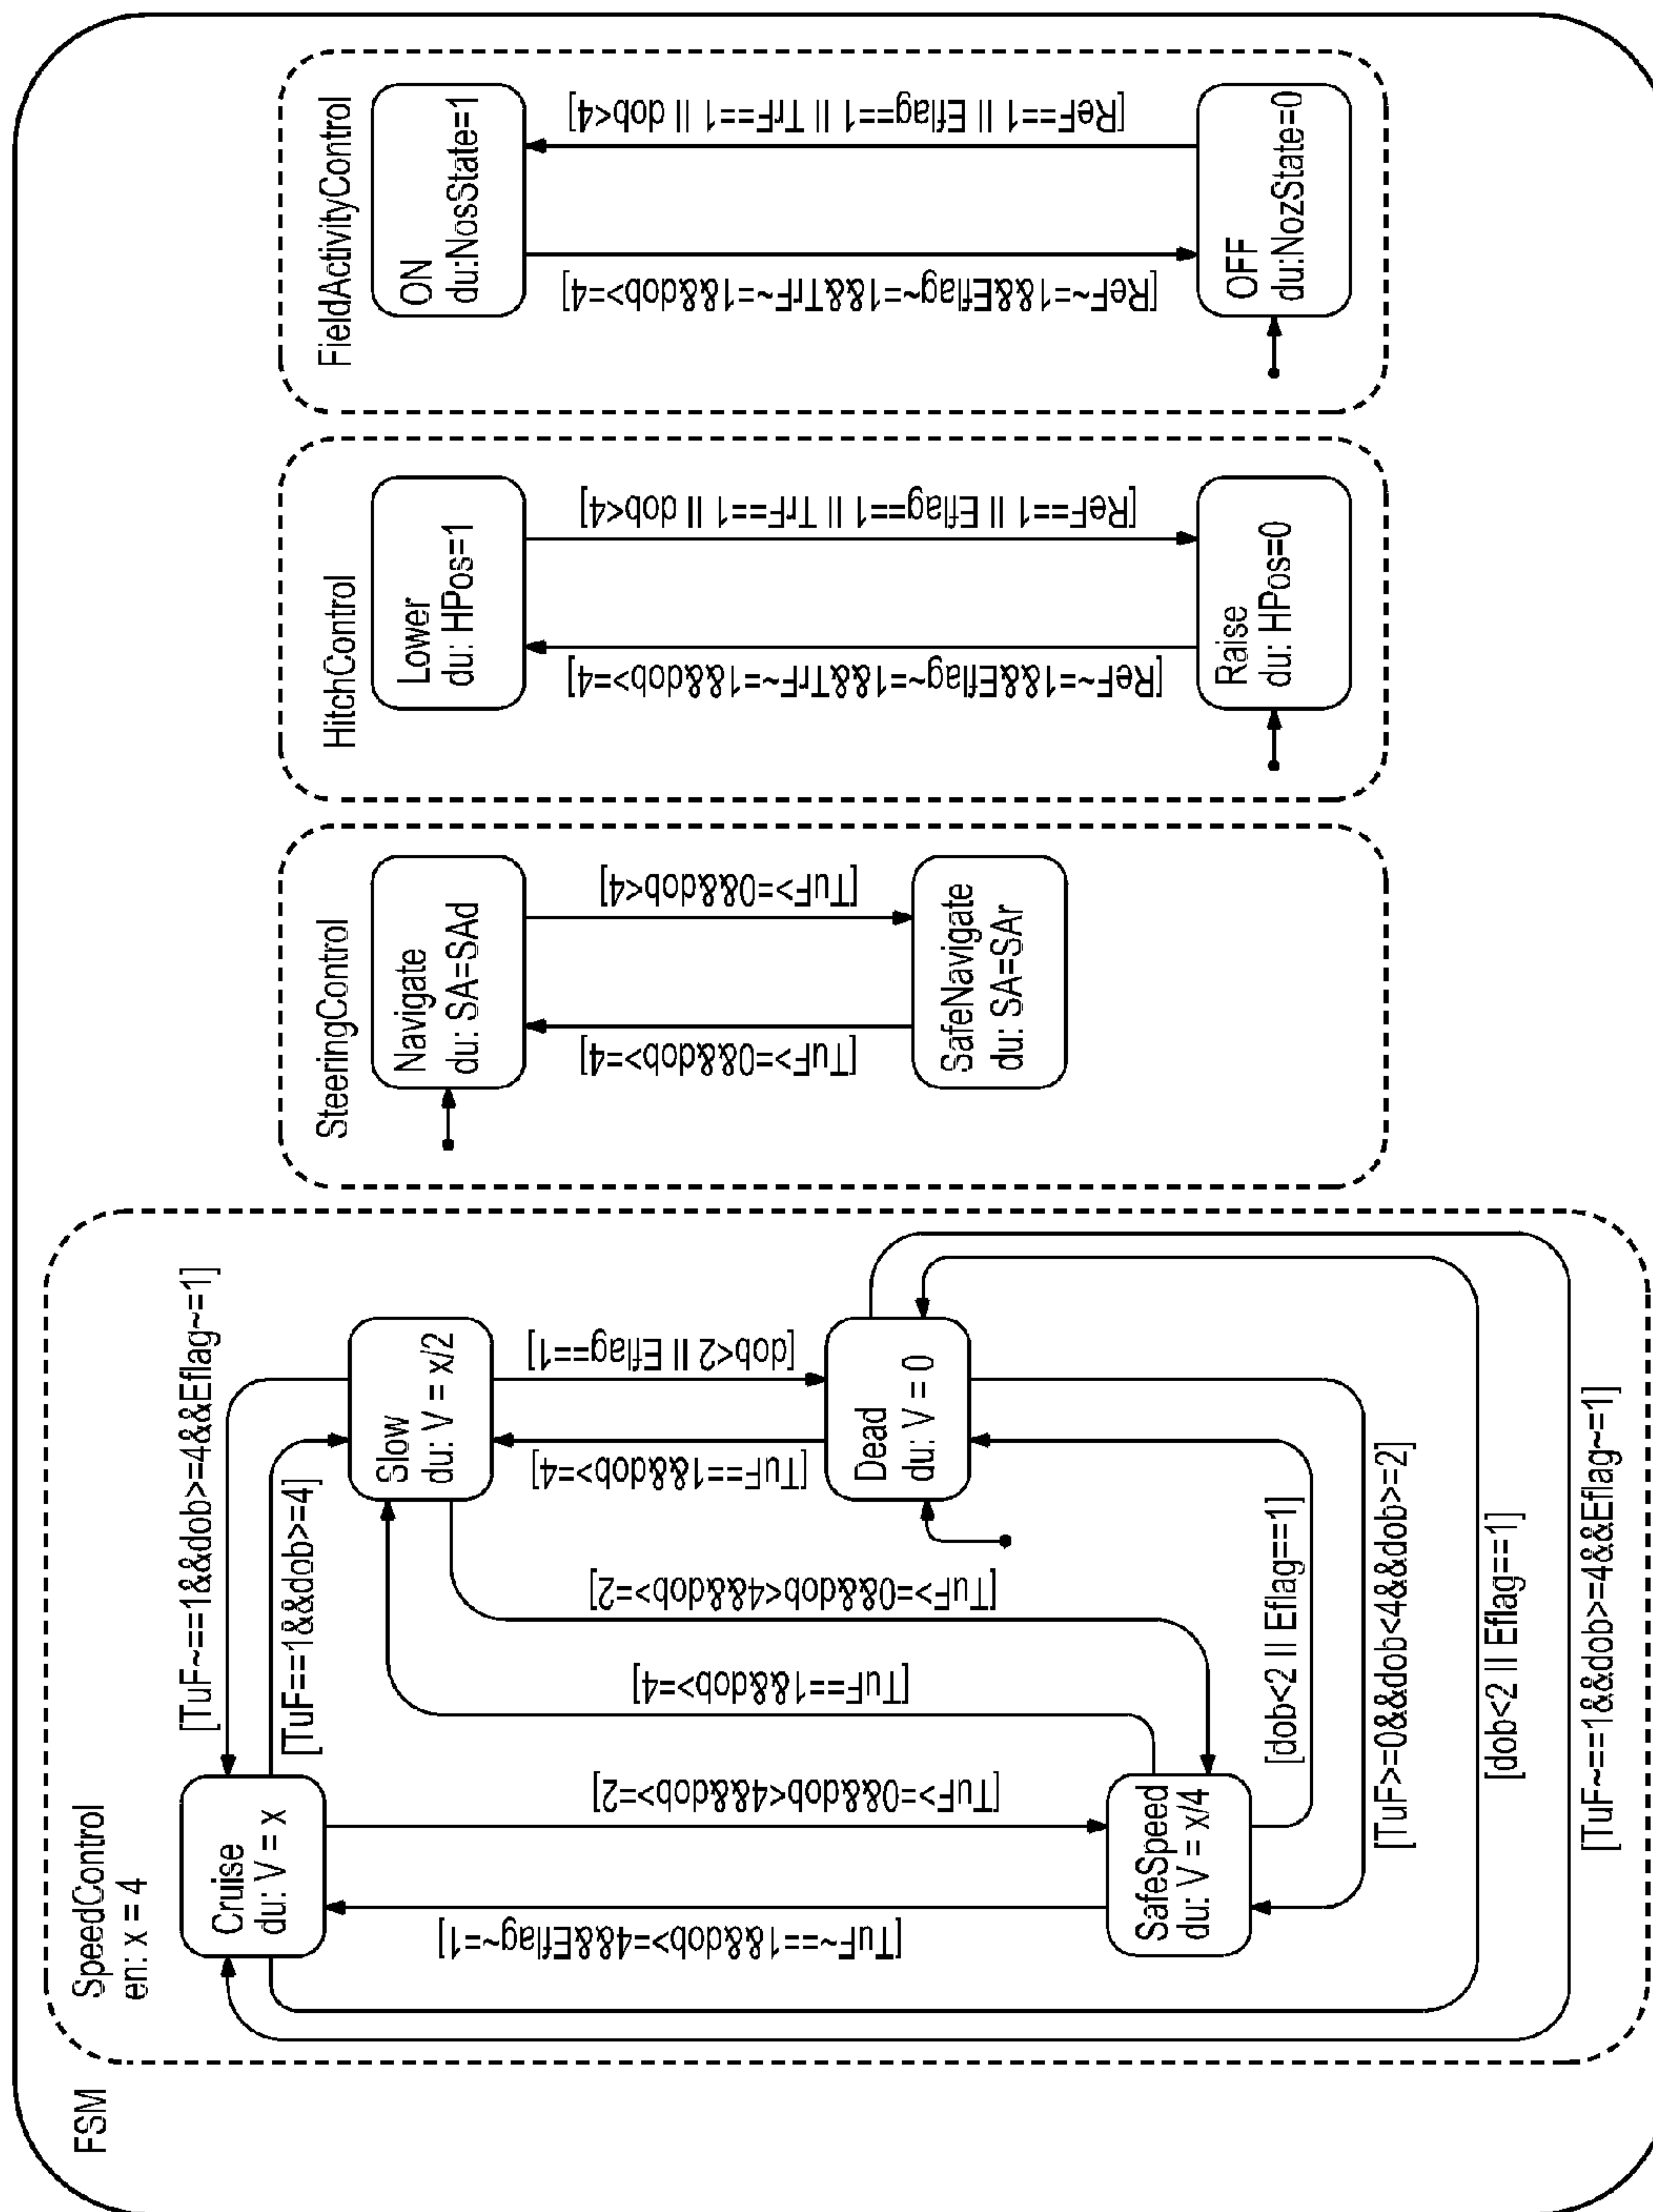 FSM
SpeedControl
en: x = 4
Cruise
du: V = x
[TuF~==1&&dob>=4&&Eflag~=1]
[TuF==1&&dob>=4]
Slow
du: V = x/2
[TuF>=0&&dob<4&&dob>=2]
[TuF~==1&&dob>=4&&Eflag~=1]
[TuF==1&&dob>=4]
[TuF>=0&&dob<4&&dob>=2]
[TuF==1&&dob>=4]
[dob<2 || Eflag==1]
Dead
du: V = 0
SafeSpeed
du: V = x/4
[dob<2 || Eflag==1]
[TuF>=0&&dob<4&&dob>=2]
[dob<2 || Eflag==1]
[TuF~==1&&dob>=4&&Eflag~=1]
SteeringControl
Navigate
du: SA=SAd
[TuF>=0&&dob>=4]
[TuF>=0&&dob<4]
SafeNavigate
du: SA=SAr
HitchControl
Lower
du: HPos=1
[ReF~=1&&Eflag~=1&&TrF~=1&&dob>=4]
[ReF==1 || Eflag==1 || TrF==1 || dob<4]
Raise
du: HPos=0
FieldActivityControl
ON
du:NosState=1
[ReF~=1&&Eflag~=1&&TrF~=1&&dob>=4]
[ReF==1 || Eflag==1 || TrF==1 || dob<4]
OFF
du:NozState=0